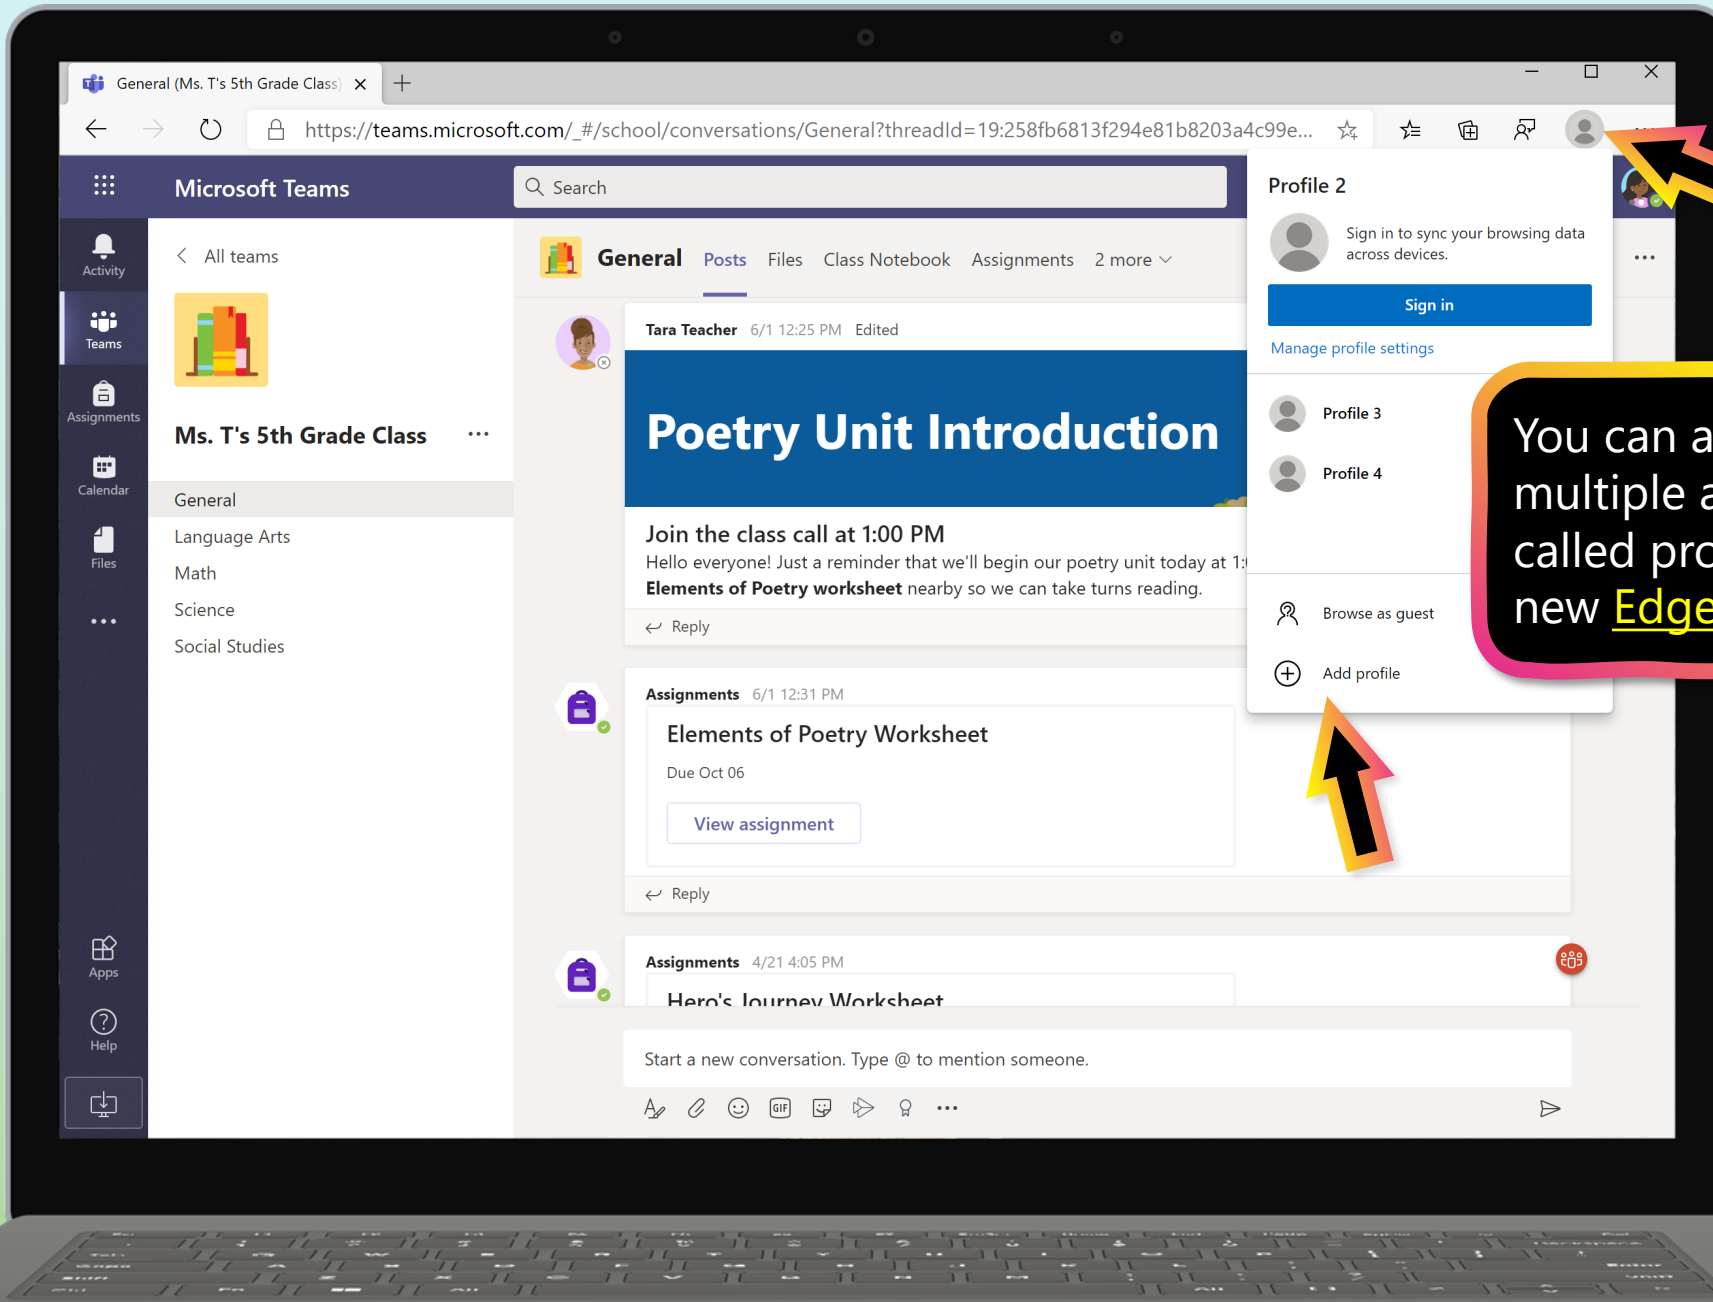 General (Ms. T's 5th Grade Class)
https://teams.microsoft.com/_#/school/conversations/General?threadId=19:258fb6813f294e81b8203a4c99e...
Microsoft Teams
Search
Activity
Teams
Assignments
Calendar
Files
Apps
Help
All teams
Ms. T's 5th Grade Class
General
Language Arts
Math
Science
Social Studies
General Posts Files Class Notebook Assignments 2 more
Tara Teacher 6/1 12:25 PM Edited
Poetry Unit Introduction
Join the class call at 1:00 PM
Hello everyone! Just a reminder that we'll begin our poetry unit today at 1:
Elements of Poetry worksheet nearby so we can take turns reading.
Reply
Assignments 6/1 12:31 PM
Elements of Poetry Worksheet
Due Oct 06
View assignment
Reply
Assignments 4/21 4:05 PM
Hero's Journey Worksheet
Start a new conversation. Type @ to mention someone.
GIF
Profile 2
Sign in to sync your browsing data
across devices.
Sign in
Manage profile settings
Profile 3
Profile 4
Browse as guest
Add profile
You can a
multiple a
called pro
new Edge